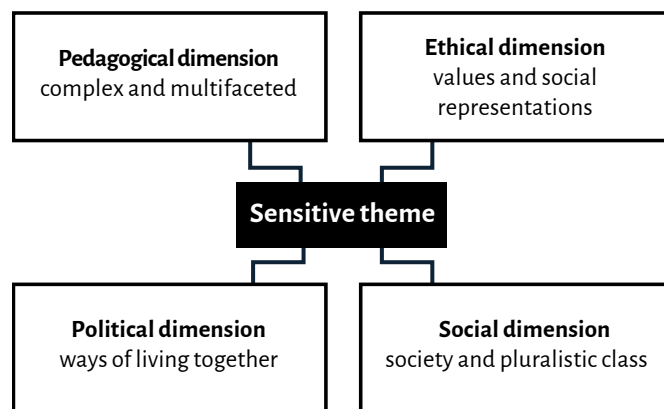 Pedagogical dimension
complex and multifaceted
Ethical dimension
values and social
representations
Sensitive theme
Political dimension
ways of living together
Social dimension
society and pluralistic class